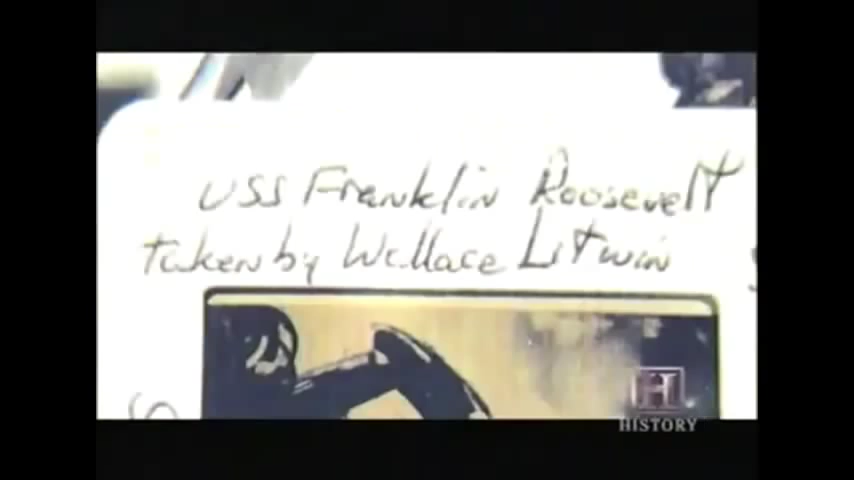 USS Franklin Roosevelt
taken by Wallace Litwin
H
HISTORY